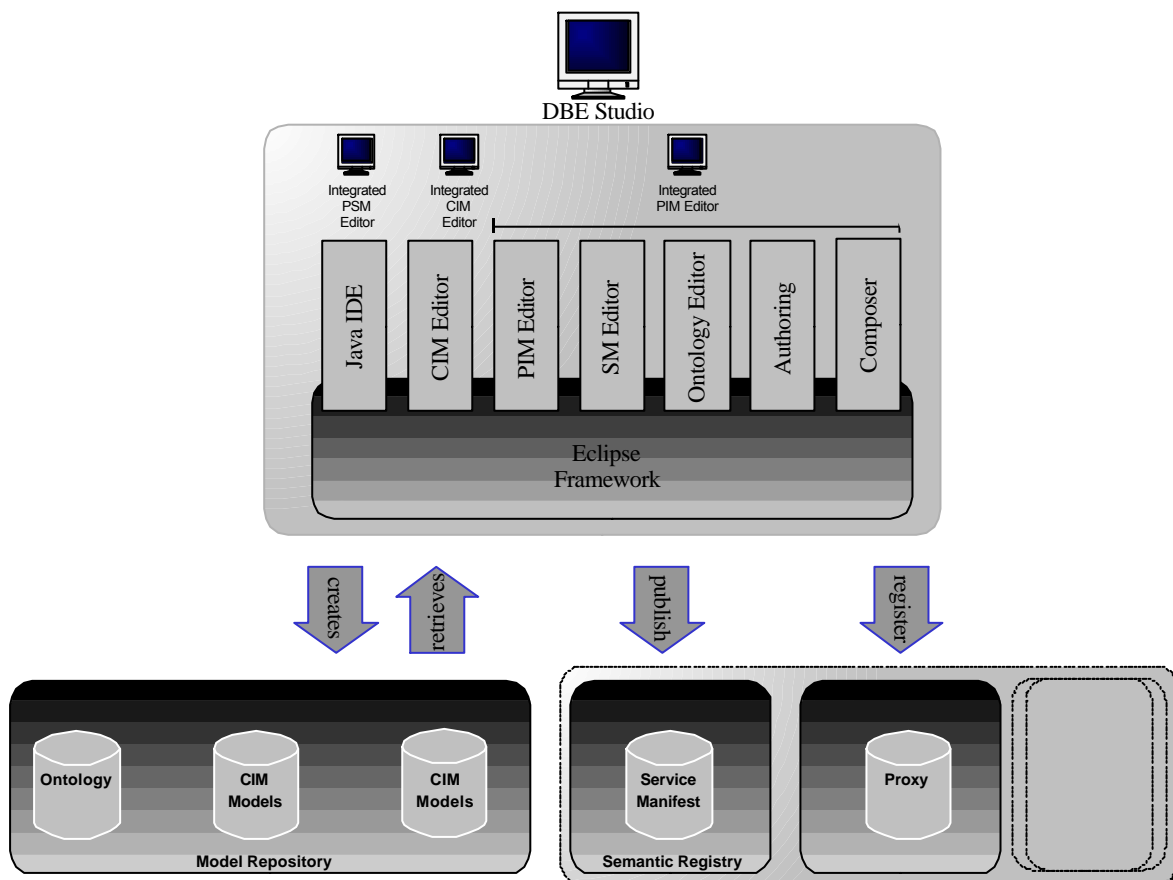 DBE Studio
Integrated
PSM
Editor
Integrated
CIM
Editor
Integrated
PIM Editor
Java IDE
CIM Editor
PIM Editor
SM Editor
Ontology Editor
Authoring
Composer
Eclipse
Framework
creates
retrieves
publish
register
Ontology
CIM
Models
CIM
Models
Service
Manifest
Proxy
Model Repository
Semantic Registry